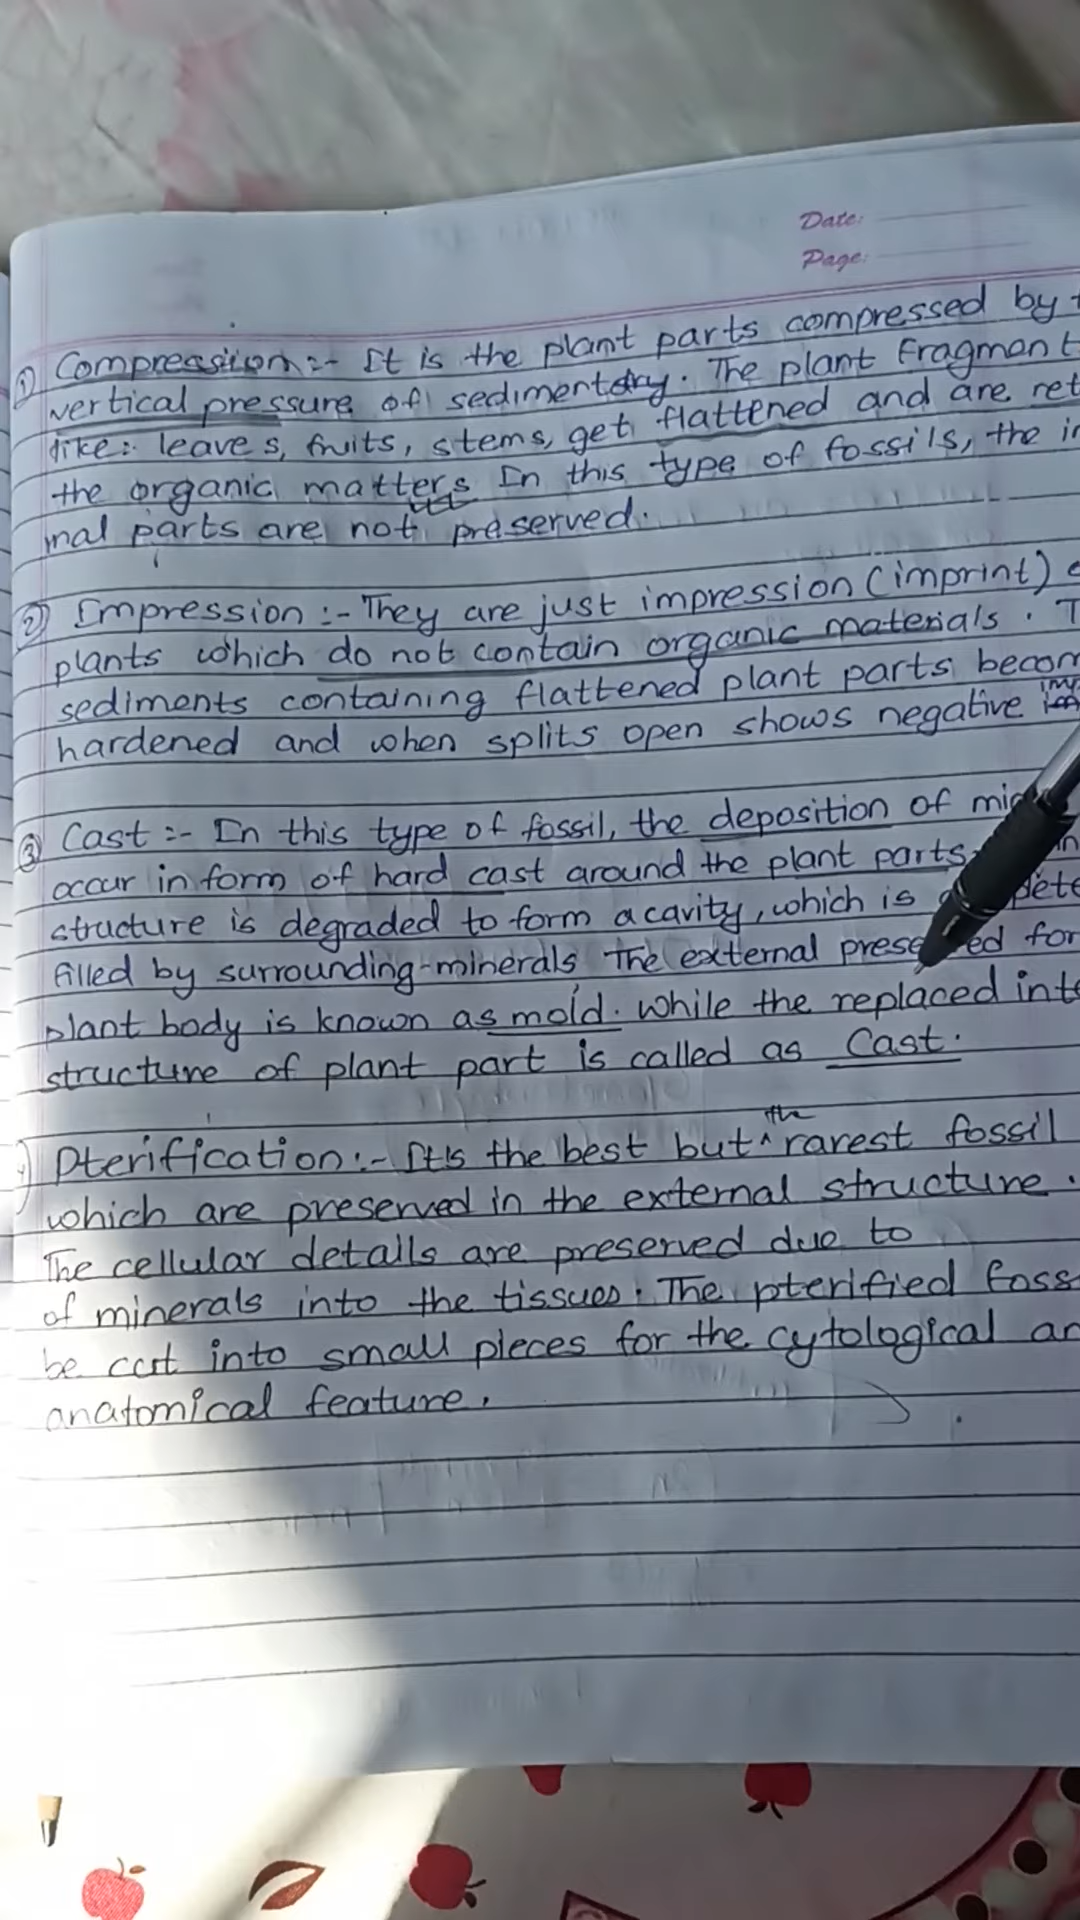 Date:
Page:
① Compression :- It is the plant parts compressed by
vertical pressure of sedimentary. The plant fragment
like: leaves, fruits, stems, get flattened and are ret
the organic matters In this type of fossils, the in
nal parts are not preserved.
② Impression :- They are just impression (imprint)
plants which do not contain organic materials. T
sediments containing flattened plant parts becom
hardened and when splits open shows negative
③ Cast :- In this type of fossil, the deposition of
occur in form of hard cast around the plant parts
structure is degraded to form a cavity, which is
filled by surrounding minerals The external for
plant body is known as mold. while the replaced inte
structure of plant part is called as Cast.
Pterification :- It's the best but the rarest fossil
which are preserved in the external structure.
The cellular details are preserved due to
of minerals into the tissues. The pterified foss
be cut into small pieces for the cytological an
anatomical feature.